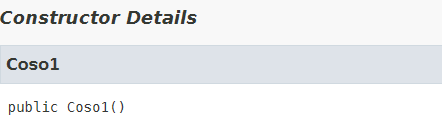 Constructor Details
Coso1
public Coso1()